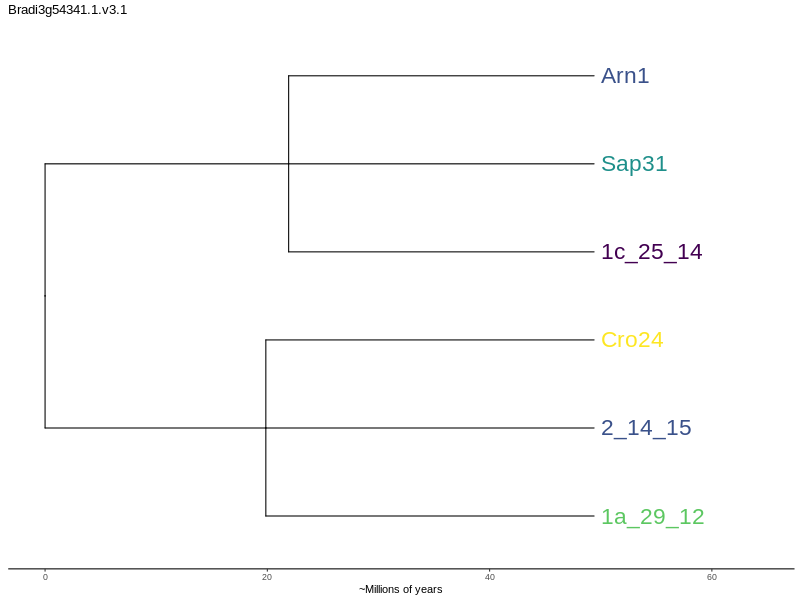 Bradi3g54341.1.v3.1
Arn1
Sap31
1c_25_14
Cro24
2_14_15
1a_29_12
0 20 40 60
~Millions of years